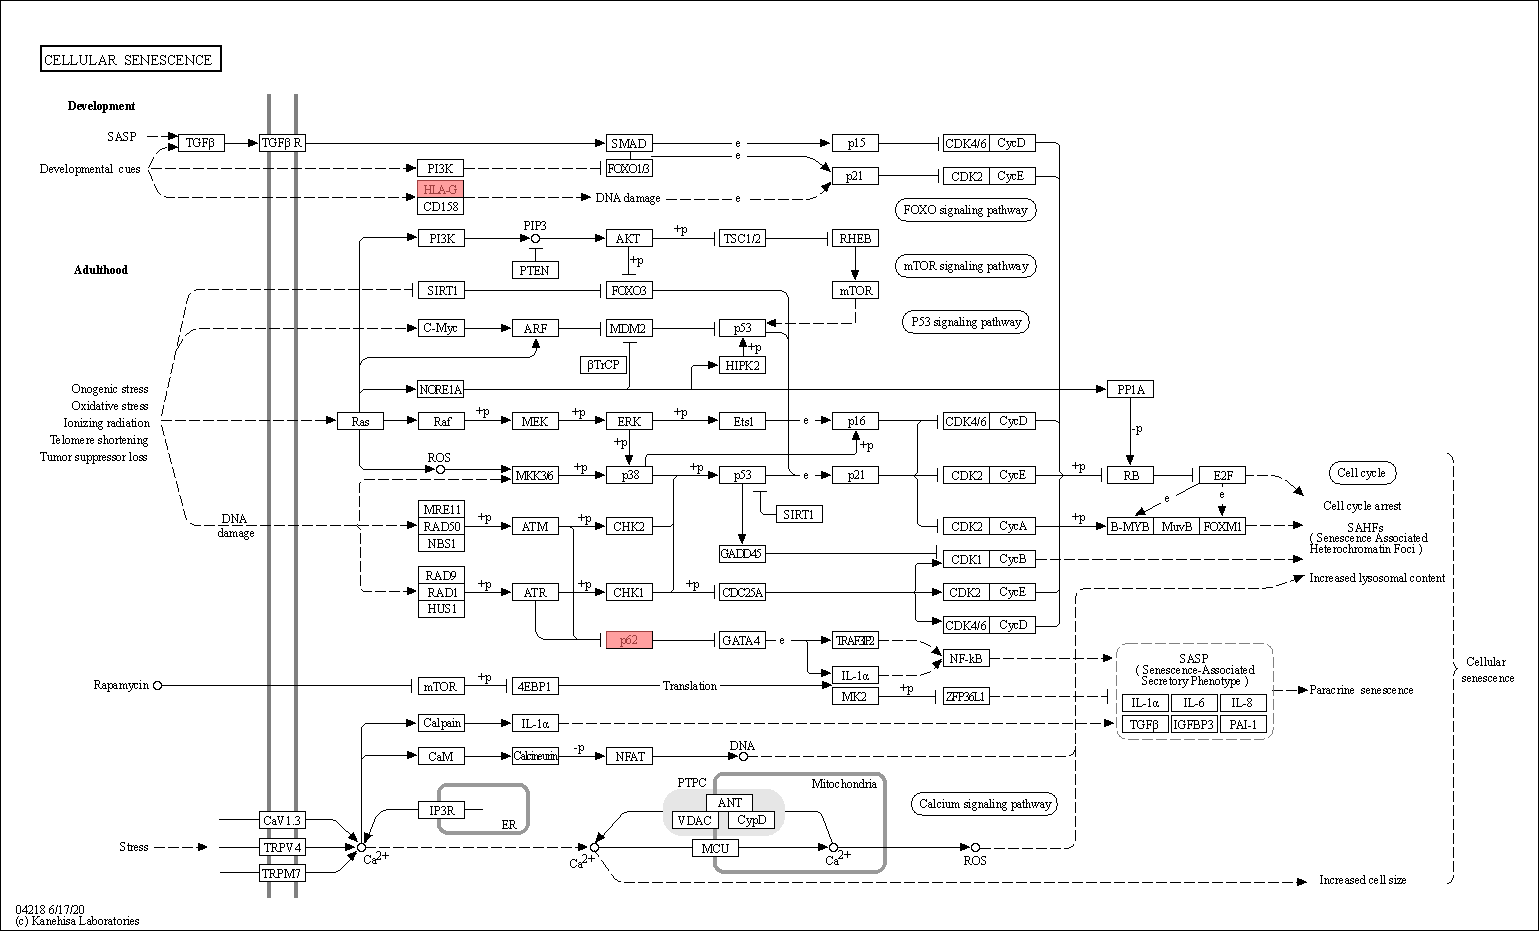 CELLULAR SENESCENCE
Development
SASP
TGFβ
TGFβ R
SMAD
e
p15
CDK4/6 CycD
e
Developmental cues
PI3K
FOXO1/3
p21
CDK2 CycE
HLA-G
CD158
DNA damage
e
FOXO signaling pathway
PIP3
PI3K
AKT
+p
TSC1/2
RHEB
+p
PTEN
mTOR signaling pathway
Adulthood
SIRT1
FOXO3
mTOR
C-Myc
ARF
MDM2
p53
P53 signaling pathway
+p
βTrCP
HIPK2
Onogenic stress
Oxidative stress
Ionizing radiation
Telomere shortening
Tumor suppressor loss
NORE1A
PP1A
Ras
Raf
+p
MEK
+p
ERK
+p
Ets1
e
p16
CDK4/6 CycD
-p
+p
+p
ROS
MKK3/6
+p
p38
+p
p53
e
p21
CDK2 CycE
+p
RB
E2F
Cell cycle
e
e
Cell cycle arrest
MRE11
RAD50
NBS1
DNA
damage
+p
ATM
+p
CHK2
SIRT1
CDK2 CycA
+p
B-MYB MuvB FOXM1
SAHFs
( Senescence Associated
Heterochromatin Foci )
GADD45
CDK1 CycB
RAD9
RAD1
HUS1
+p
ATR
+p
CHK1
+p
CDC25A
CDK2 CycE
Increased lysosomal content
CDK4/6 CycD
p62
GATA4
e
TRAF3IP2
NF-kB
IL-1α
SASP
( Senescence-Associated
Secretory Phenotype )
IL-1α IL-6 IL-8
TGFβ IGFBP3 PAI-1
Cellular
senescence
Paracrine senescence
Rapamycin
mTOR
+p
4EBP1
Translation
MK2
+p
ZFP36L1
Calpain
IL-1α
CaM
Calcineurin
-p
NFAT
DNA
PTPC
Mitochondria
ANT
VDAC
CypD
MCU
Calcium signaling pathway
IP3R
ER
CaV1.3
Stress
TRPV4
TRPM7
Ca2+
Ca2+
Ca2+
ROS
Increased cell size
04218 6/17/20
(c) Kanehisa Laboratories